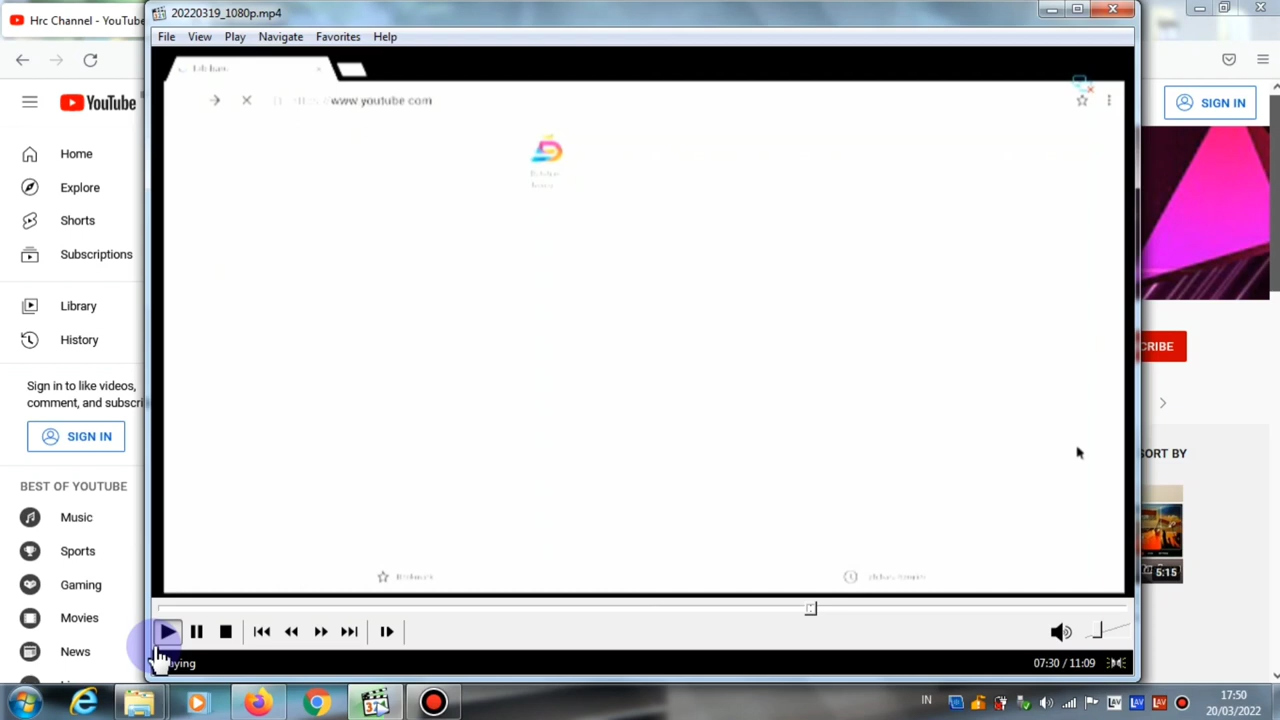 Hrc Channel - YouTube
20220319_1080p.mp4
File View Play Navigate Favorites Help
www.youtube com
YouTube
SIGN IN
Home
Explore
Shorts
Subscriptions
Library
History
Sign in to like videos,
comment, and subscri
SIGN IN
CRIBE
SORT BY
BEST OF YOUTUBE
Music
Sports
Gaming
Movies
News
5:15
ying
07:30 / 11:09
IN
17:50
20/03/2022